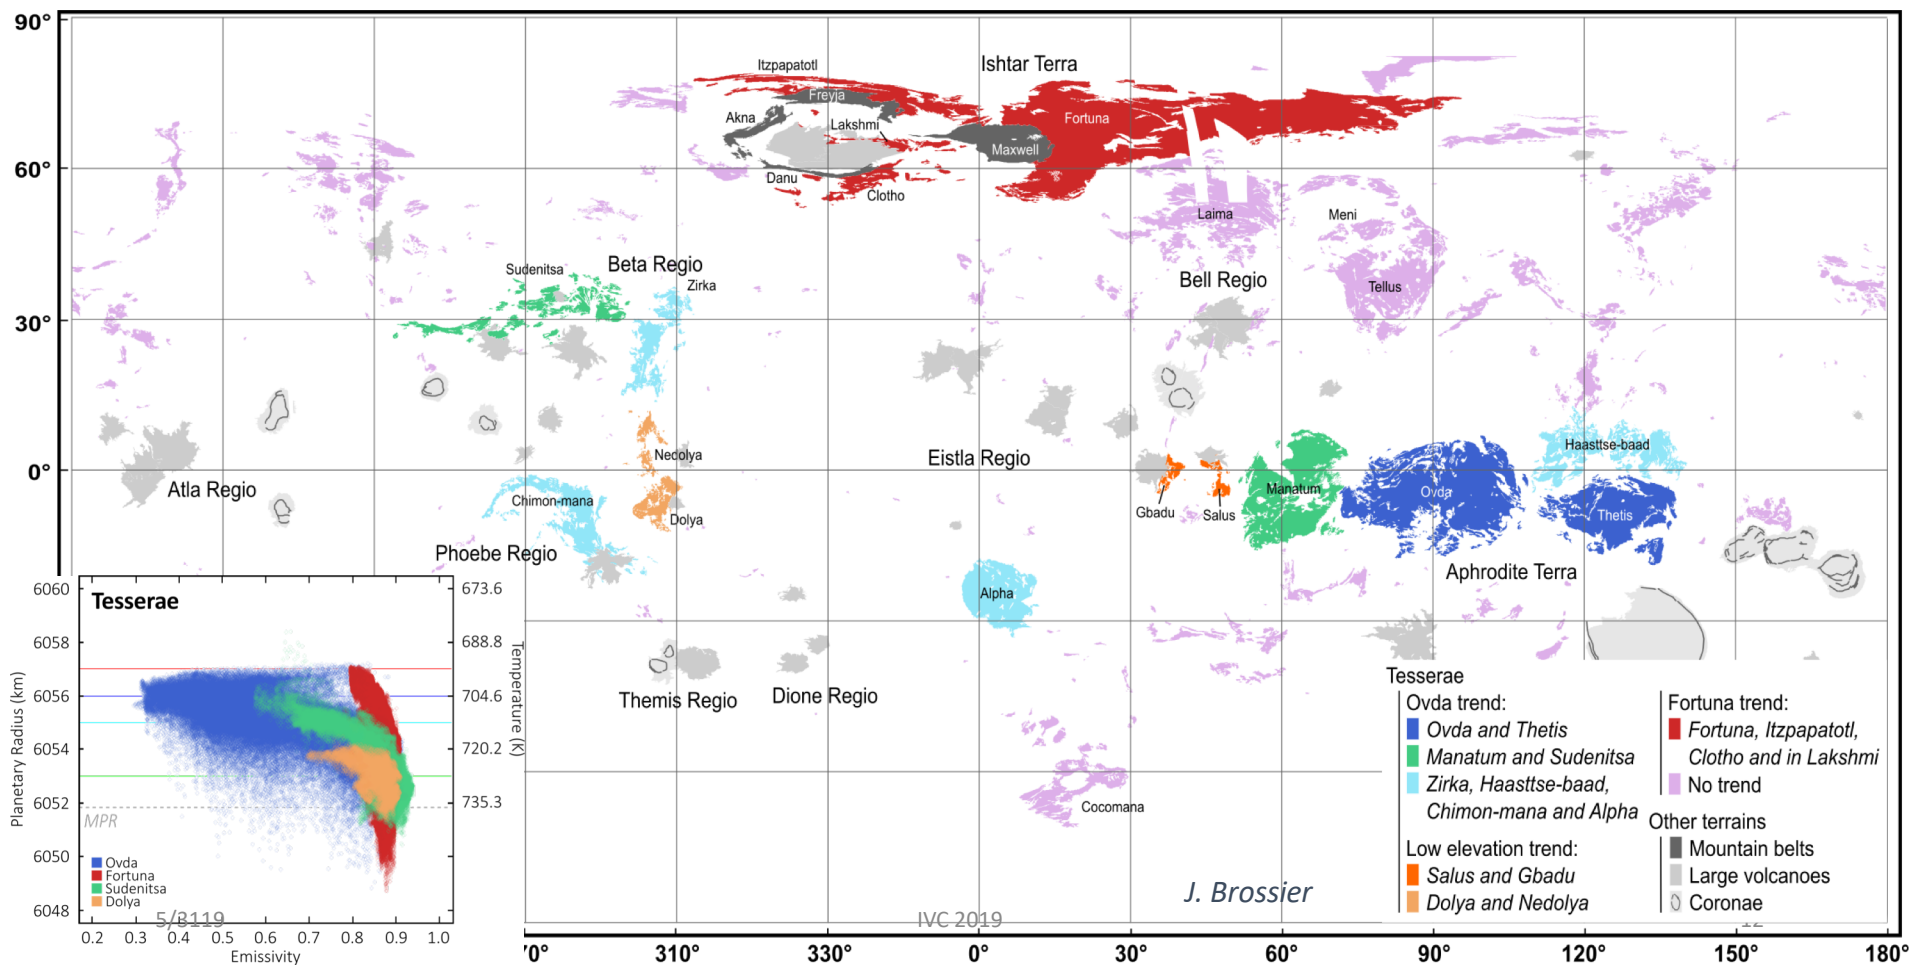 90°
60°
30°
0°
Itzpapatotl
Ishtar Terra
Freyja
Akna
Lakshmi
Fortuna
Maxwell
Danu
Clotho
Laima
Meni
Sudenitsa
Beta Regio
Zirka
Bell Regio
Tellus
Nedolya
Eistla Regio
Haasttse-baad
Atla Regio
Chimon-mana
Dolya
Gbadu
Salus
Manatum
Ovda
Thetis
Phoebe Regio
Aphrodite Terra
Alpha
Themis Regio
Dione Regio
Cocomana
Tesserae
Planetary Radius (km)
6060
6058
6056
6054
6052
6050
6048
673.6
688.8
704.6
720.2
735.3
Temperature (K)
MPR
Ovda
Fortuna
Sudenitsa
Dolya
0.2 0.3 0.4 0.5 0.6 0.7 0.8 0.9 1.0
Emissivity
Tesserae
Ovda trend:
Ovda and Thetis
Manatum and Sudenitsa
Zirka, Haasttse-baad,
Chimon-mana and Alpha
Low elevation trend:
Salus and Gbadu
Dolya and Nedolya
Fortuna trend:
Fortuna, Itzpapatotl,
Clotho and in Lakshmi
No trend
Other terrains
Mountain belts
Large volcanoes
Coronae
J. Brossier
IVC 2019
12
70° 310° 330° 0° 30° 60° 90° 120° 150° 180°